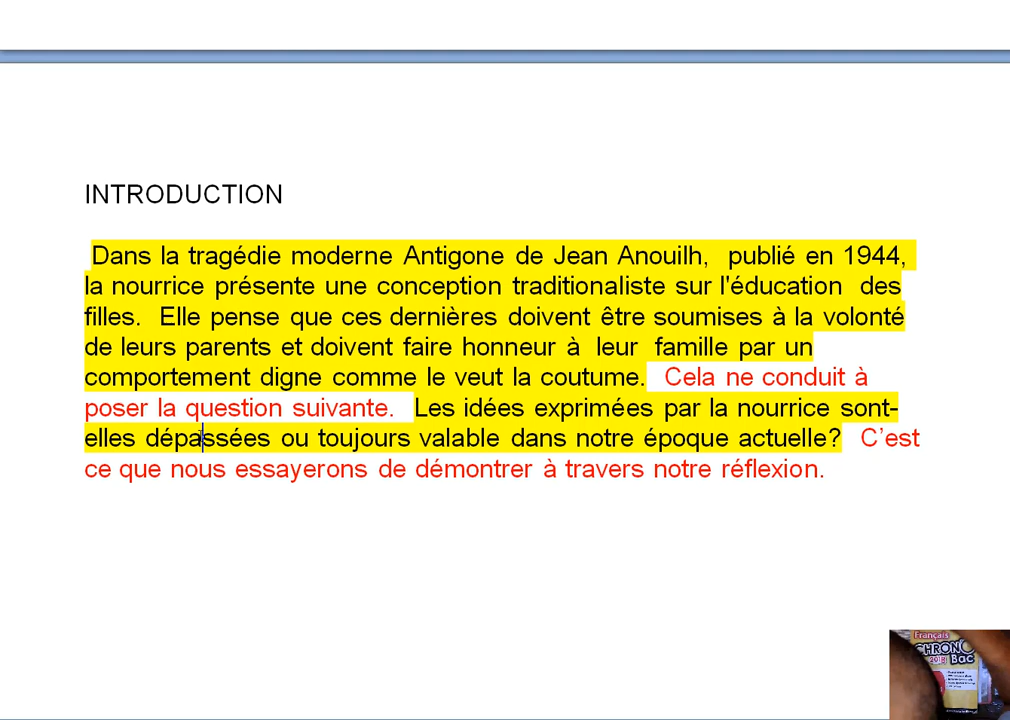 INTRODUCTION
Dans la tragédie moderne Antigone de Jean Anouilh, publié en 1944,
la nourrice présente une conception traditionaliste sur l'éducation des
filles. Elle pense que ces dernières doivent être soumises à la volonté
de leurs parents et doivent faire honneur à leur famille par un
comportement digne comme le veut la coutume. Cela ne conduit à
poser la question suivante. Les idées exprimées par la nourrice sont-
elles dépassées ou toujours valable dans notre époque actuelle? C’est
ce que nous essayerons de démontrer à travers notre réflexion.
Français
CHRONO
Bac